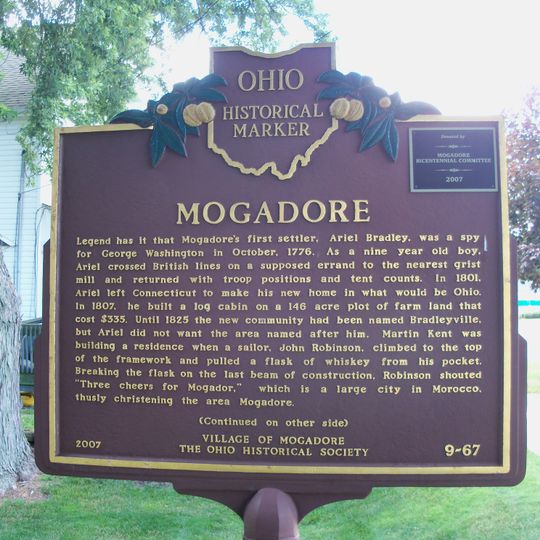 OHIO
HISTORICAL
MARKER
Donated by
MOGADORE
BICENTENNIAL COMMITTEE
2007
MOGADORE
Legend has it that Mogadore's first settler, Ariel Bradley, was a spy
for George Washington in October, 1776. As a nine year old boy,
Ariel crossed British lines on a supposed errand to the nearest grist
mill and returned with troop positions and tent counts. In 1801,
Ariel left Connecticut to make his new home in what would be Ohio.
In 1807, he built a log cabin on a 146 acre plot of farm land that
cost $335. Until 1825 the new community had been named Bradleyville,
but Ariel did not want the area named after him. Martin Kent was
building a residence when a sailor, John Robinson, climbed to the top
of the framework and pulled a flask of whiskey from his pocket.
Breaking the flask on the last beam of construction, Robinson shouted
"Three cheers for Mogador," which is a large city in Morocco,
thusly christening the area Mogadore.
(Continued on other side)
VILLAGE OF MOGADORE
2007 THE OHIO HISTORICAL SOCIETY 9-67